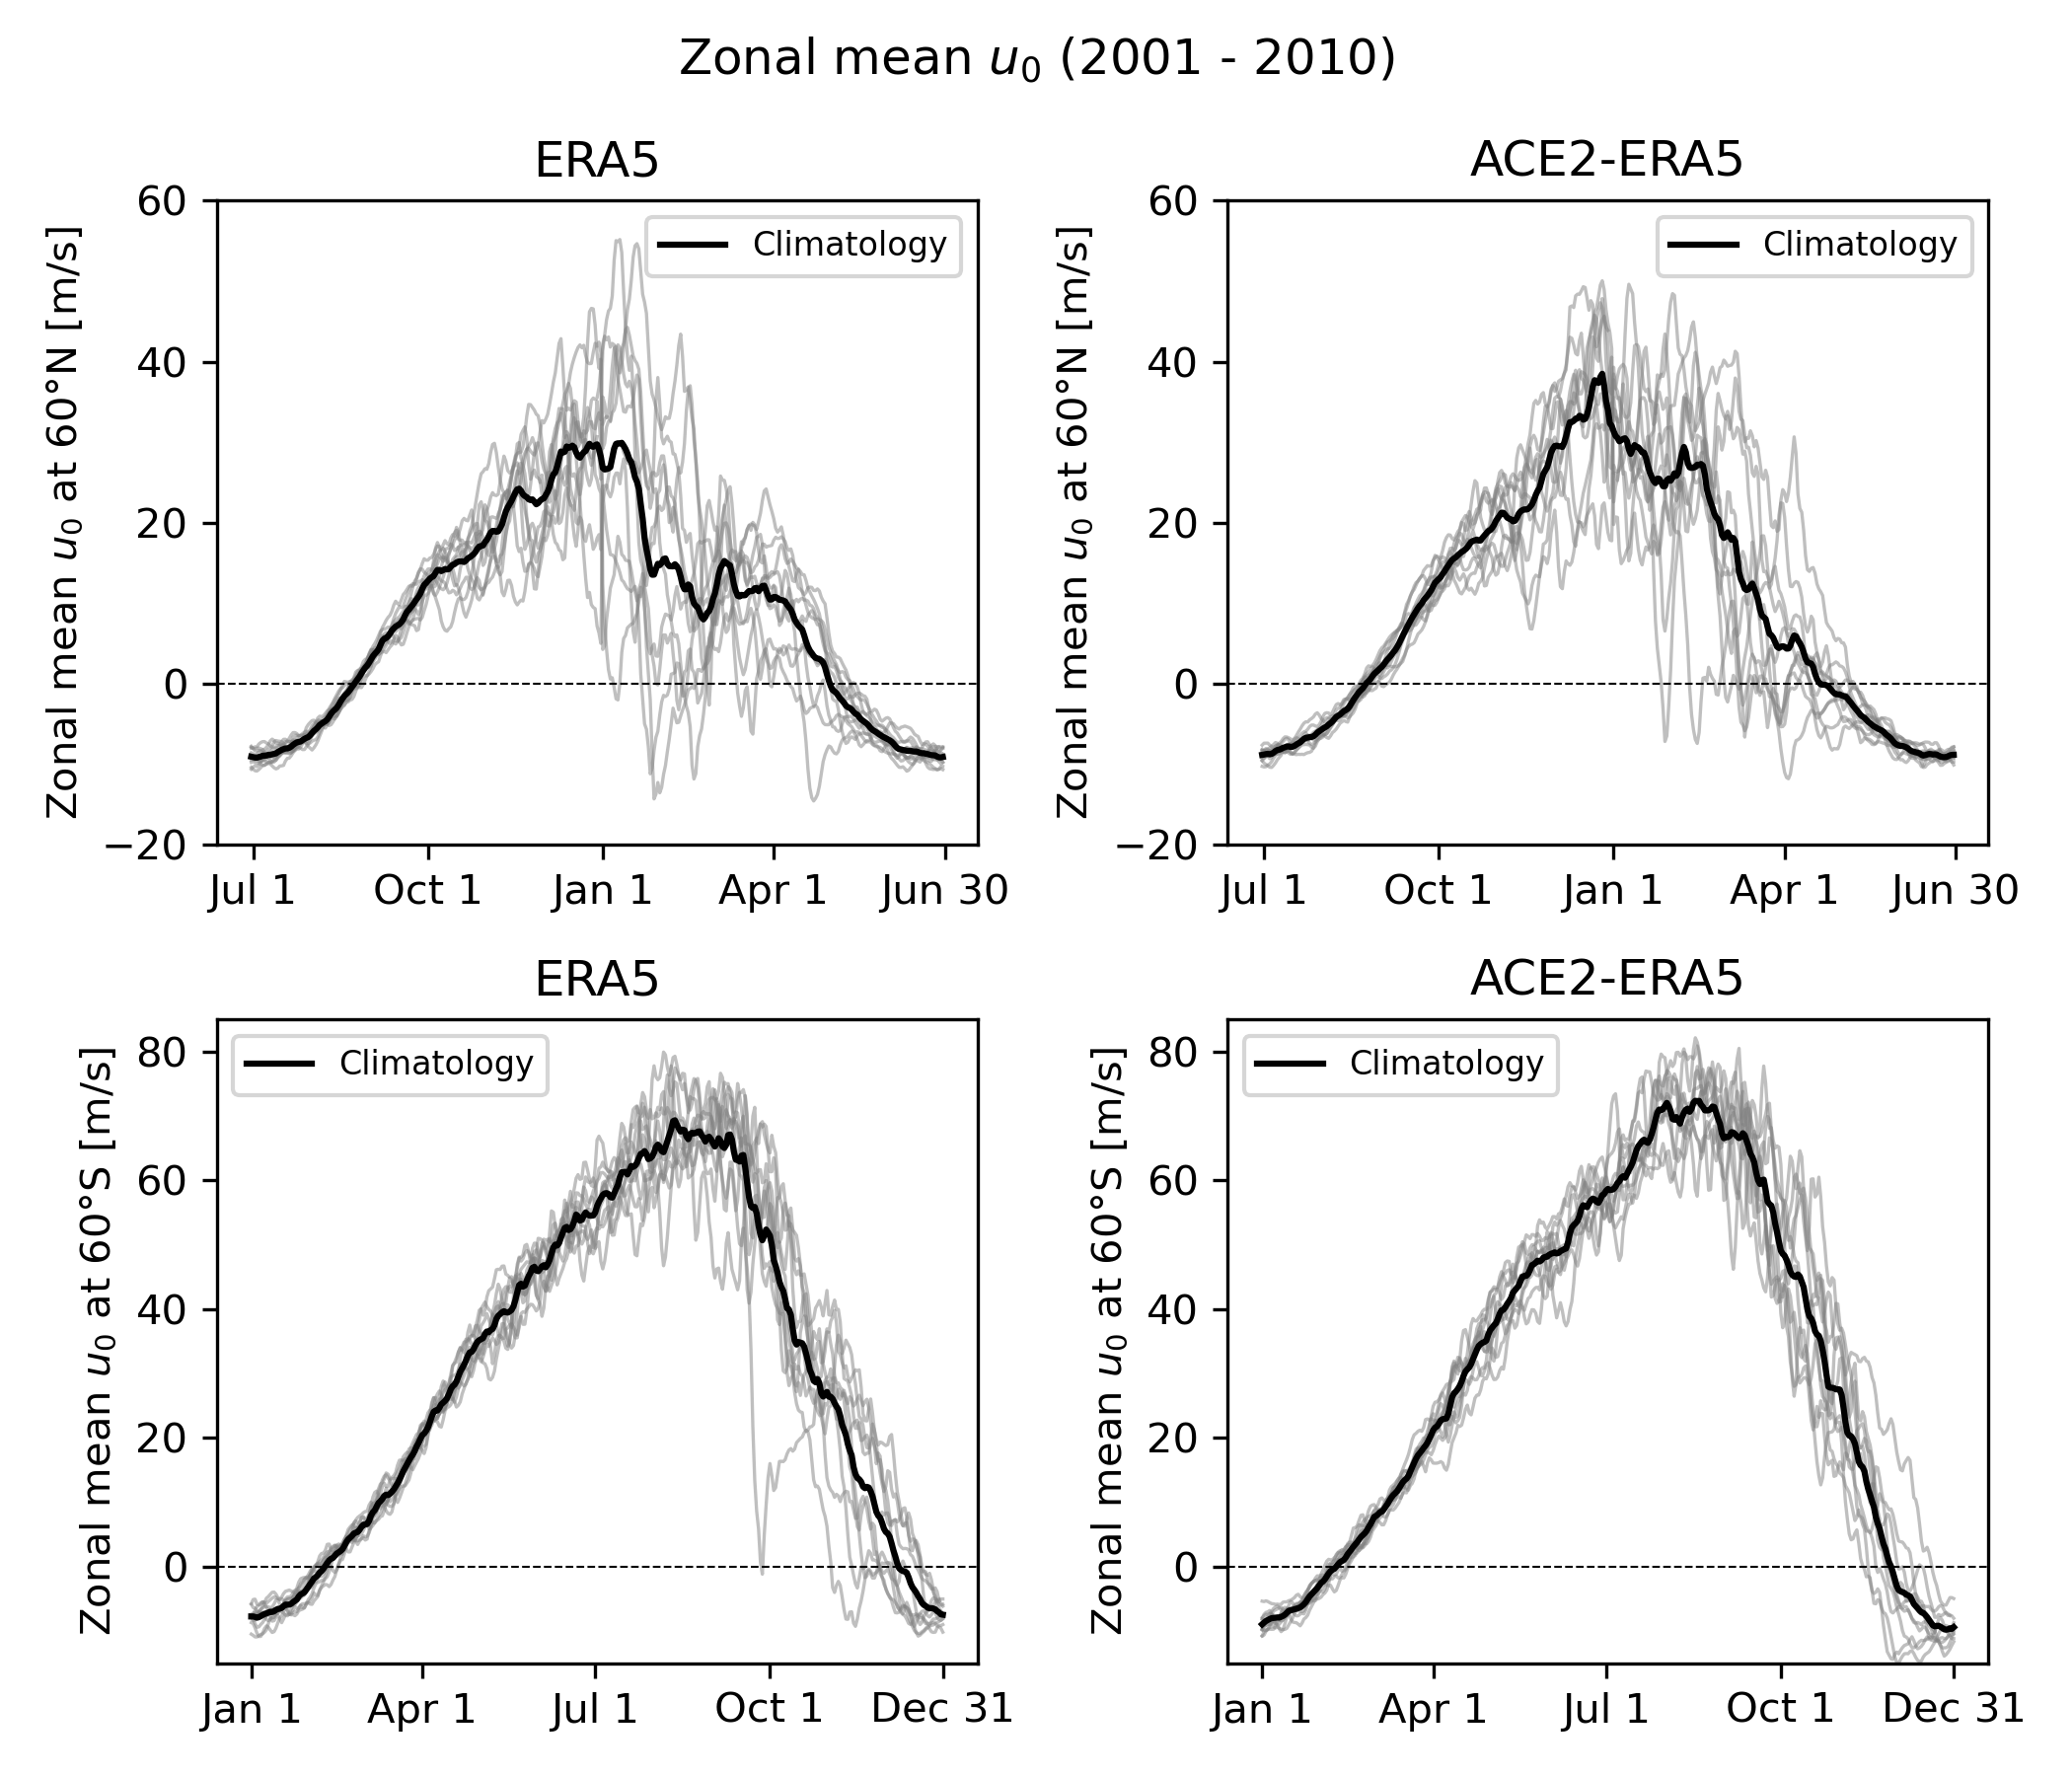 Zonal mean u₀ (2001 - 2010)
ERA5
Zonal mean u₀ at 60°N [m/s]
60
40
20
0
−20
Climatology
Jul 1 Oct 1 Jan 1 Apr 1 Jun 30
ACE2-ERA5
Zonal mean u₀ at 60°N [m/s]
60
40
20
0
−20
Climatology
Jul 1 Oct 1 Jan 1 Apr 1 Jun 30
ERA5
Zonal mean u₀ at 60°S [m/s]
80
60
40
20
0
Climatology
Jan 1 Apr 1 Jul 1 Oct 1 Dec 31
ACE2-ERA5
Zonal mean u₀ at 60°S [m/s]
80
60
40
20
0
Climatology
Jan 1 Apr 1 Jul 1 Oct 1 Dec 31